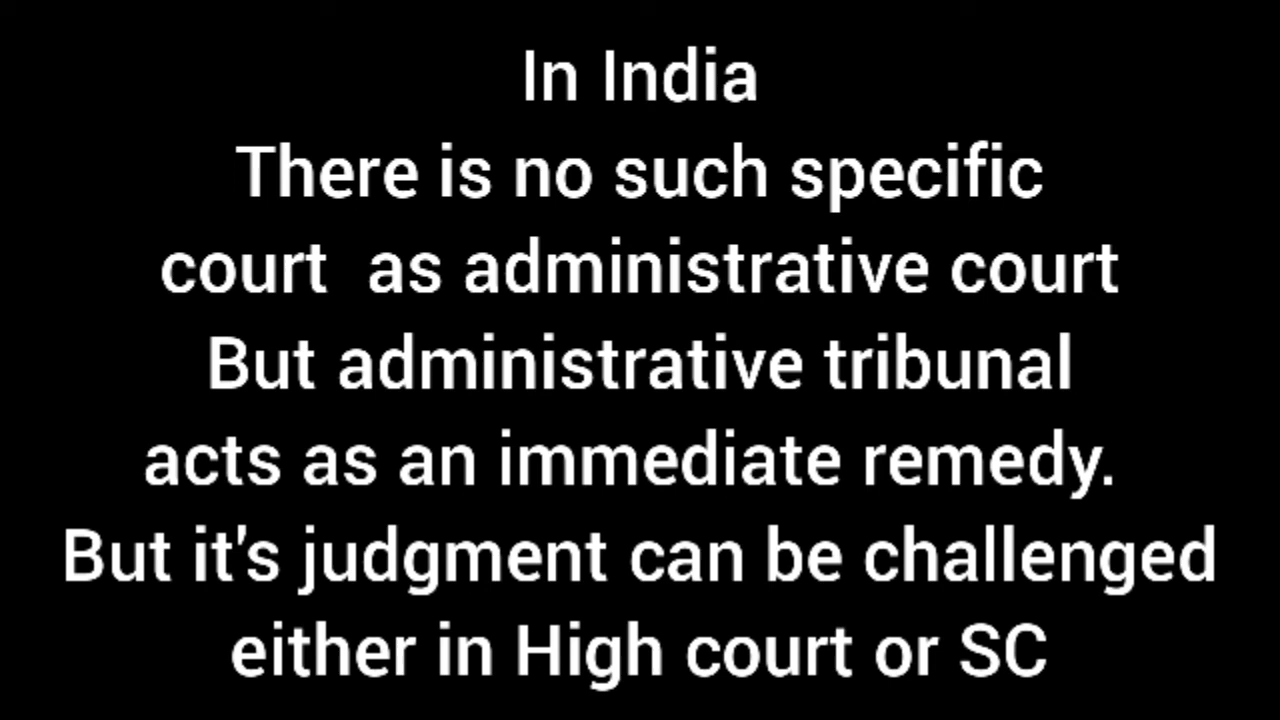 In India
There is no such specific
court as administrative court
But administrative tribunal
acts as an immediate remedy.
But it's judgment can be challenged
either in High court or SC